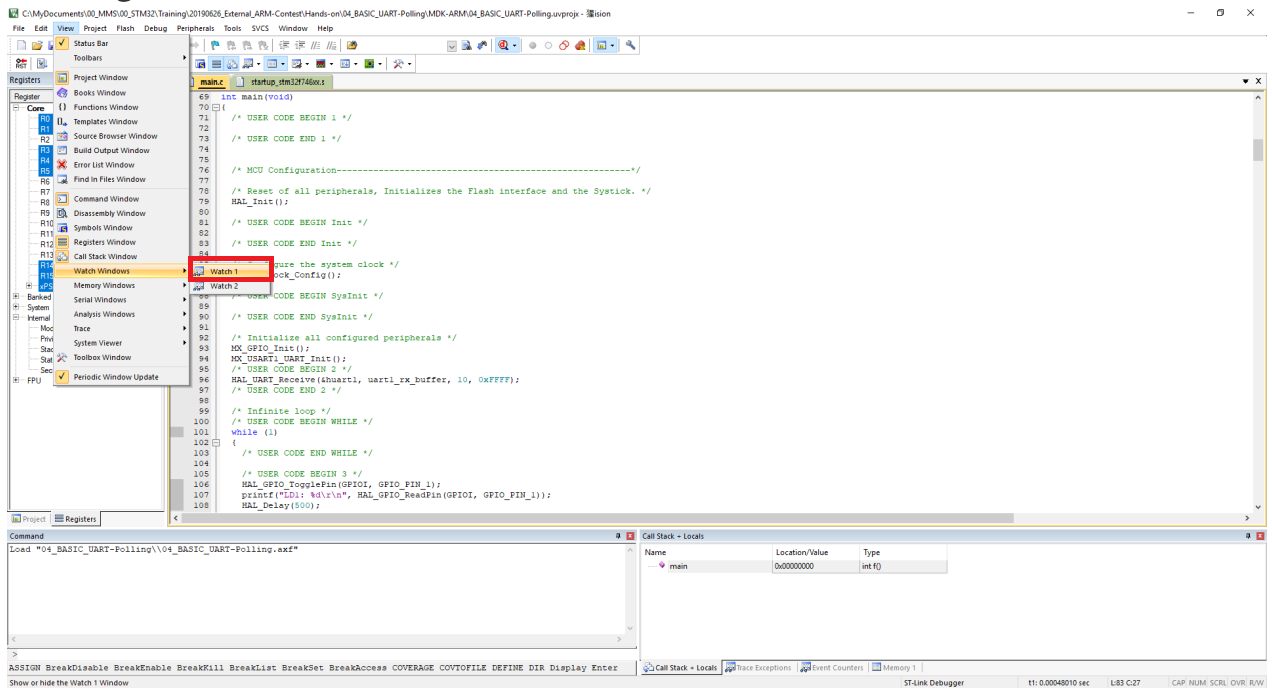 C:\MyDocuments\00_MMS\00_STM32\Training\20190626_External_ARM-Contest\Hands-on\04_BASIC_UART-Polling\MDK-ARM\04_BASIC_UART-Polling.uvprojx - 礦ision
File Edit View Project Flash Debug Peripherals Tools SVCS Window Help
Status Bar
Toolbars
Project Window
Books Window
Functions Window
Templates Window
Source Browser Window
Build Output Window
Error List Window
Find In Files Window
Command Window
Disassembly Window
Symbols Window
Registers Window
Call Stack Window
Watch Windows
Memory Windows
Serial Windows
Analysis Windows
Trace
System Viewer
Toolbox Window
Periodic Window Update
Watch 1
Watch 2
RST
Registers
Register
Core
R0
R1
R2
R3
R4
R5
R6
R7
R8
R9
R10
R11
R12
R13
R14
R15
xPS
Banked
System
Internal
Mod
Privi
Stac
Stat
Sec
FPU
Project Registers
main.c startup_stm32f746xx.s
69 int main(void)
70 {
71 /* USER CODE BEGIN 1 */
72
73 /* USER CODE END 1 */
74
75
76 /* MCU Configuration----------------------------------------------------------*/
77
78 /* Reset of all peripherals, Initializes the Flash interface and the Systick. */
79 HAL_Init();
80
81 /* USER CODE BEGIN Init */
82
83 /* USER CODE END Init */
84
gure the system clock */
ock_Config();
88 /* USER CODE BEGIN SysInit */
89
90 /* USER CODE END SysInit */
91
92 /* Initialize all configured peripherals */
93 MX_GPIO_Init();
94 MX_USART1_UART_Init();
95 /* USER CODE BEGIN 2 */
96 HAL_UART_Receive(&huart1, uart1_rx_buffer, 10, 0xFFFF);
97 /* USER CODE END 2 */
98
99 /* Infinite loop */
100 /* USER CODE BEGIN WHILE */
101 while (1)
102 {
103 /* USER CODE END WHILE */
104
105 /* USER CODE BEGIN 3 */
106 HAL_GPIO_TogglePin(GPIOI, GPIO_PIN_1);
107 printf("LD1: %d\r\n", HAL_GPIO_ReadPin(GPIOI, GPIO_PIN_1));
108 HAL_Delay(500);
Command
Load "04_BASIC_UART-Polling\\04_BASIC_UART-Polling.axf"
>
ASSIGN BreakDisable BreakEnable BreakKill BreakList BreakSet BreakAccess COVERAGE COVTOFILE DEFINE DIR Display Enter
Call Stack + Locals
Name Location/Value Type
main 0x00000000 int f()
Call Stack + Locals Trace Exceptions Event Counters Memory 1
Show or hide the Watch 1 Window ST-Link Debugger t1: 0.00048010 sec L:83 C:27 CAP NUM SCRL OVR R/W